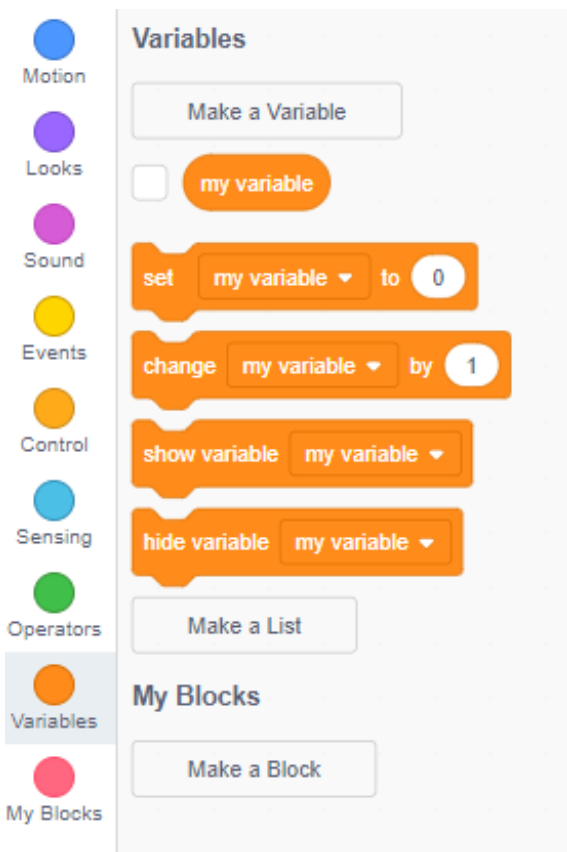 Motion
Looks
Sound
Events
Control
Sensing
Operators
Variables
My Blocks
Variables
Make a Variable
my variable
set my variable to 0
change my variable by 1
show variable my variable
hide variable my variable
Make a List
My Blocks
Make a Block